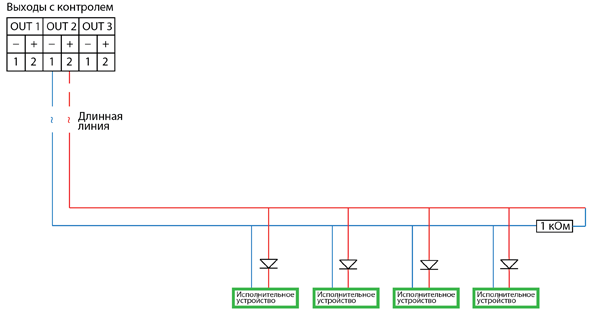 Выходы с контролем
OUT 1 OUT 2 OUT 3
– + – + – +
1 2 1 2 1 2
~ ~
Длинная
линия
1 кОм
Исполнительное
устройство
Исполнительное
устройство
Исполнительное
устройство
Исполнительное
устройство